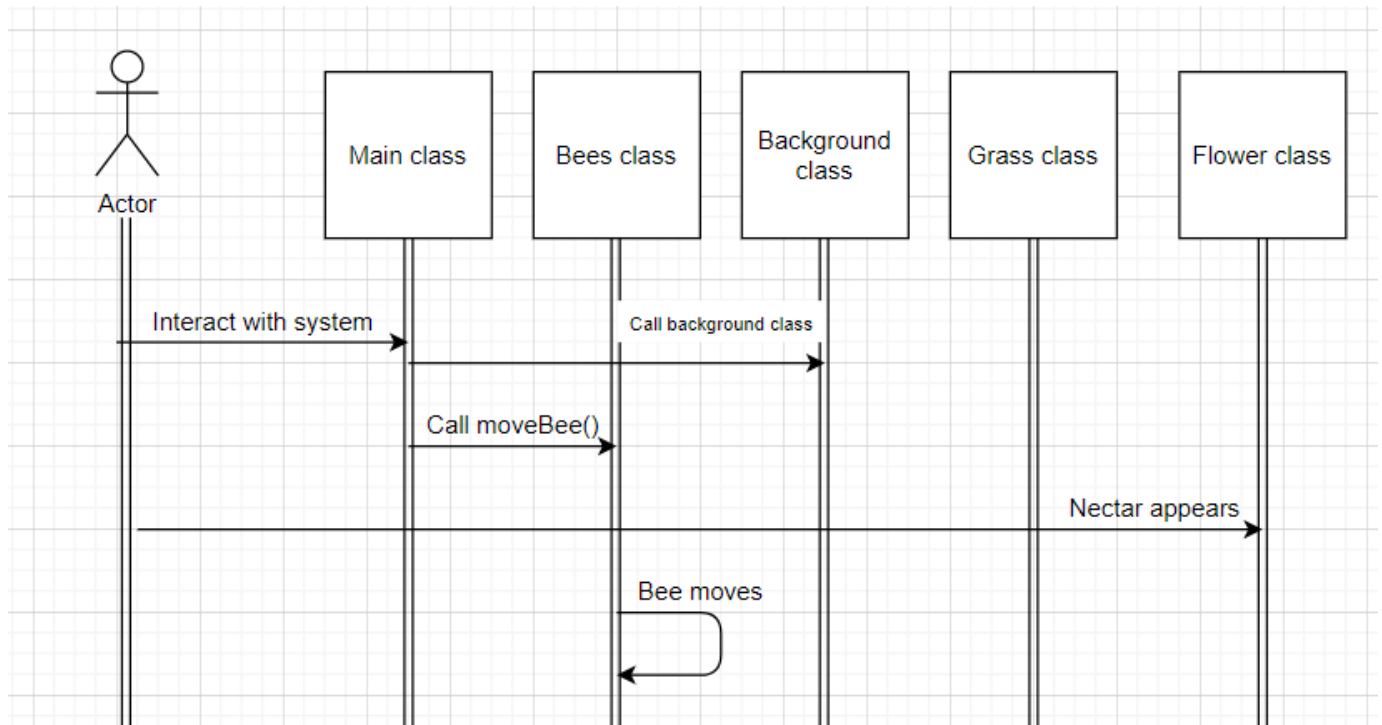 Actor
Main class
Bees class
Background
class
Grass class
Flower class
Interact with system
Call background class
Call moveBee()
Nectar appears
Bee moves